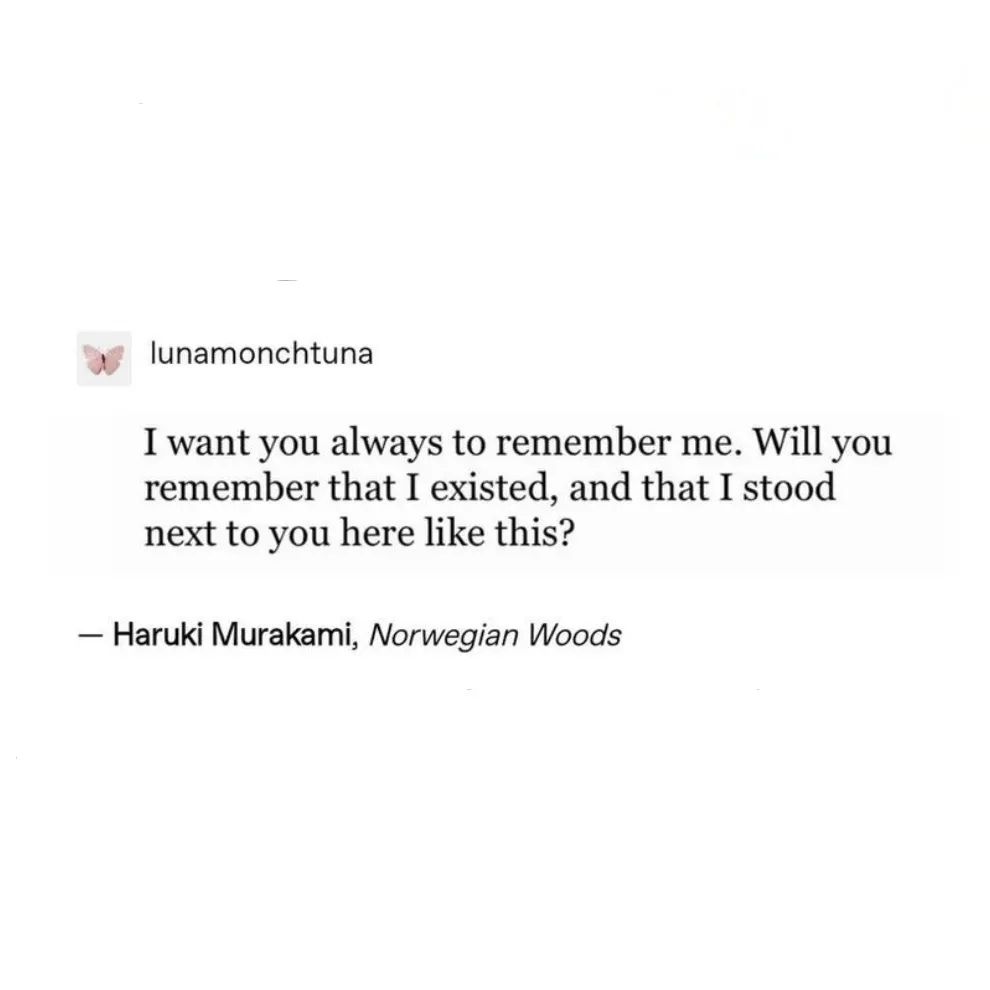 lunamonchtuna
I want you always to remember me. Will you
remember that I existed, and that I stood
next to you here like this?
— Haruki Murakami, Norwegian Woods